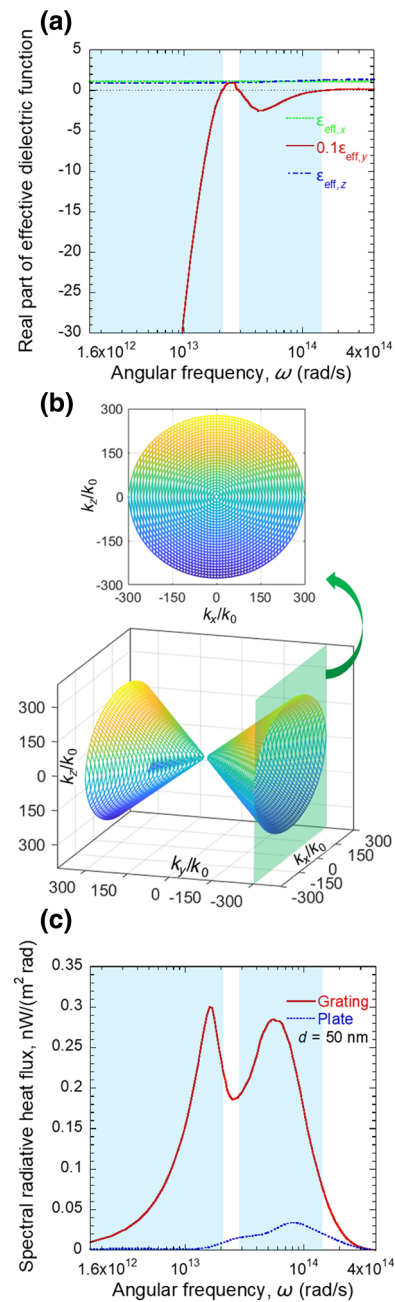 (a)
Real part of effective dielectric function
5
0
-5
-10
-15
-20
-25
-30
εeff,x
0.1εeff,y
εeff,z
1.6x10¹² 10¹³ 10¹⁴ 4x10¹⁴
Angular frequency, ω (rad/s)
(b)
kz/k0
300
150
0
-150
-300
-300 -150 0 150 300
kx/k0
kz/k0
300
150
0
150
300
300 150 0 -150 -300
ky/k0
-300 -150 0 150 300
kx/k0
(c)
Spectral radiative heat flux, nW/(m² rad)
0.35
0.3
0.25
0.2
0.15
0.1
0.05
0
Grating
Plate
d = 50 nm
1.6x10¹² 10¹³ 10¹⁴ 4x10¹⁴
Angular frequency, ω (rad/s)